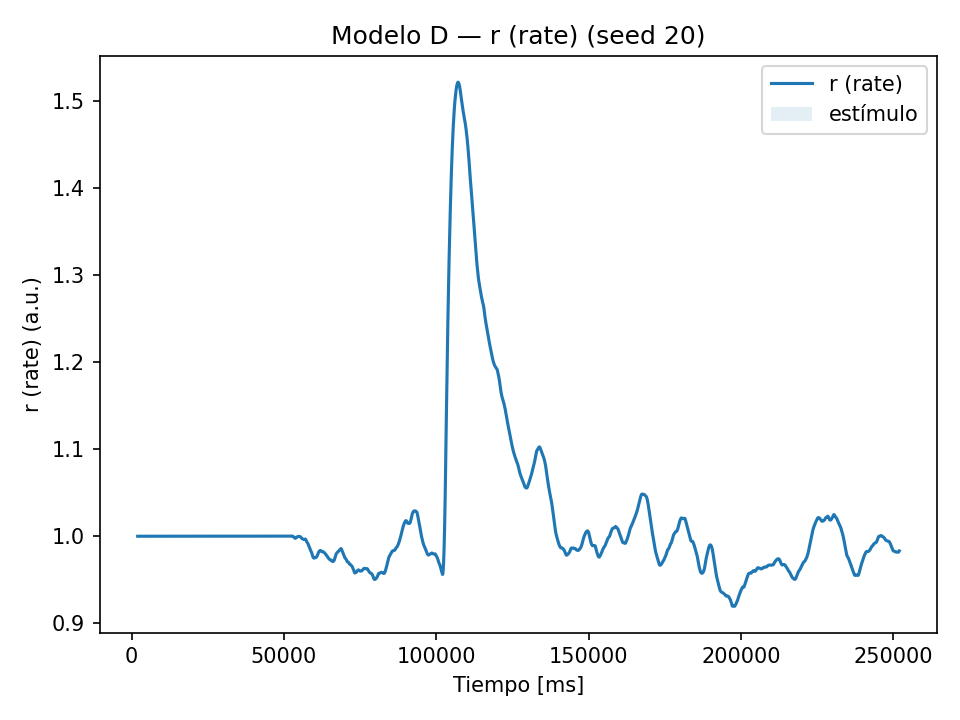 Modelo D — r (rate) (seed 20)
r (rate)
estímulo
r (rate) (a.u.)
1.5
1.4
1.3
1.2
1.1
1.0
0.9
0
50000
100000
150000
200000
250000
Tiempo [ms]